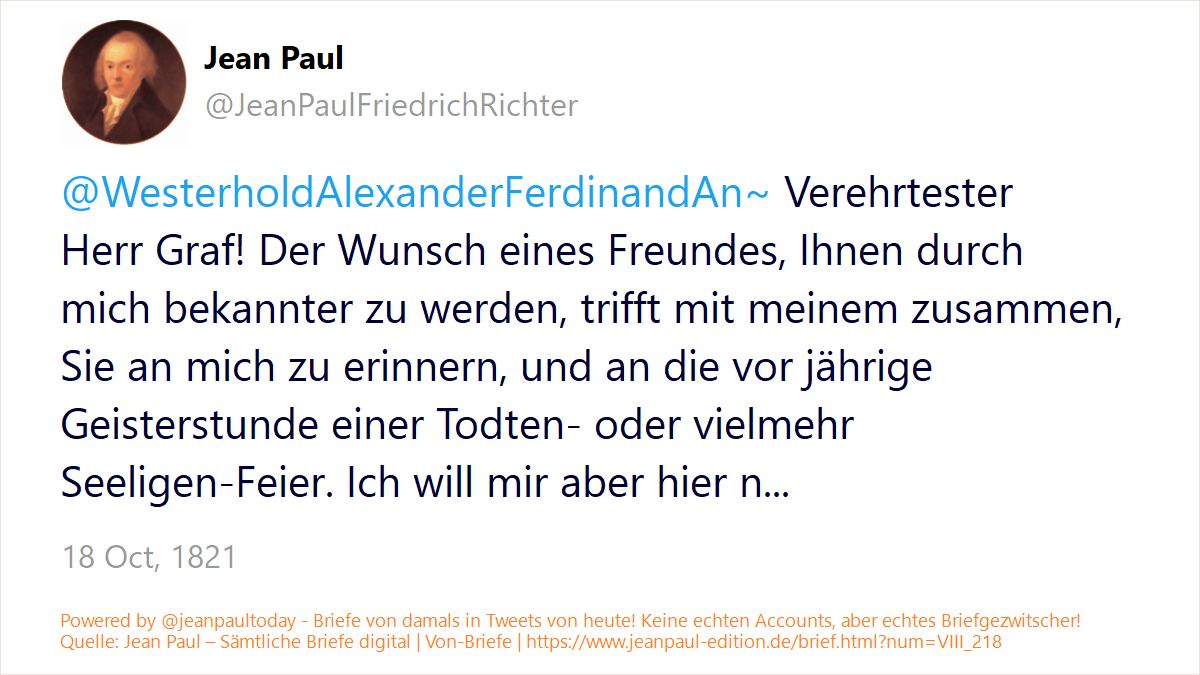 Jean Paul
@JeanPaulFriedrichRichter
@WesterholdAlexanderFerdinandAn~ Verehrtester
Herr Graf! Der Wunsch eines Freundes, Ihnen durch
mich bekannter zu werden, trifft mit meinem zusammen,
Sie an mich zu erinnern, und an die vor jährige
Geisterstunde einer Todten- oder vielmehr
Seeligen-Feier. Ich will mir aber hier n...
18 Oct, 1821
Powered by @jeanpaultoday - Briefe von damals in Tweets von heute! Keine echten Accounts, aber echtes Briefgezwitscher!
Quelle: Jean Paul – Sämtliche Briefe digital | Von-Briefe | https://www.jeanpaul-edition.de/brief.html?num=VIII_218